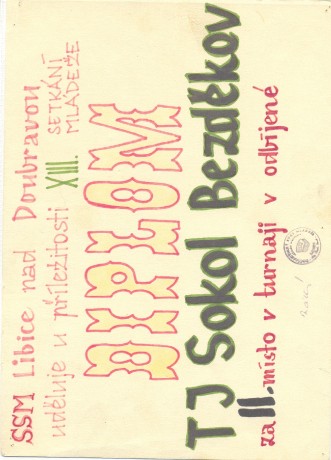 SSM Libice nad Doubravou
uděluje u příležitosti XIII. SETKÁNÍ MLÁDEŽE
DIPLOM
TJ Sokol Bezděkov
za II. místo v turnaji v odbíjené